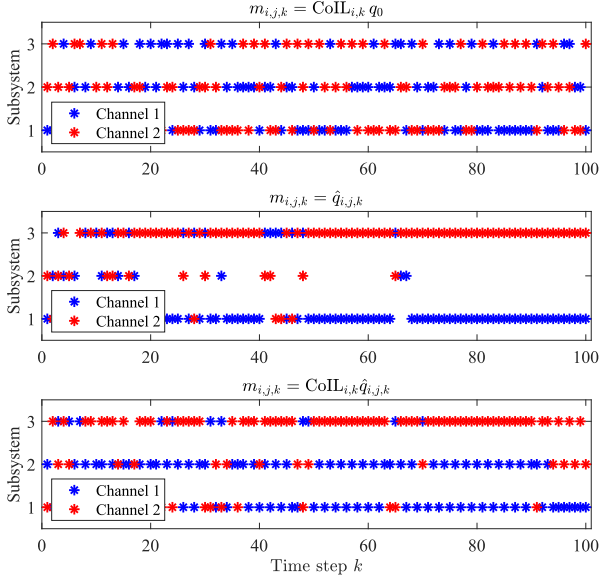 m_{i,j,k} = CoIL_{i,k} q_0
Subsystem
3
2
1
Channel 1
Channel 2
0 20 40 60 80 100
m_{i,j,k} = \hat{q}_{i,j,k}
Subsystem
3
2
1
Channel 1
Channel 2
0 20 40 60 80 100
m_{i,j,k} = CoIL_{i,k} \hat{q}_{i,j,k}
Subsystem
3
2
1
Channel 1
Channel 2
0 20 40 60 80 100
Time step k